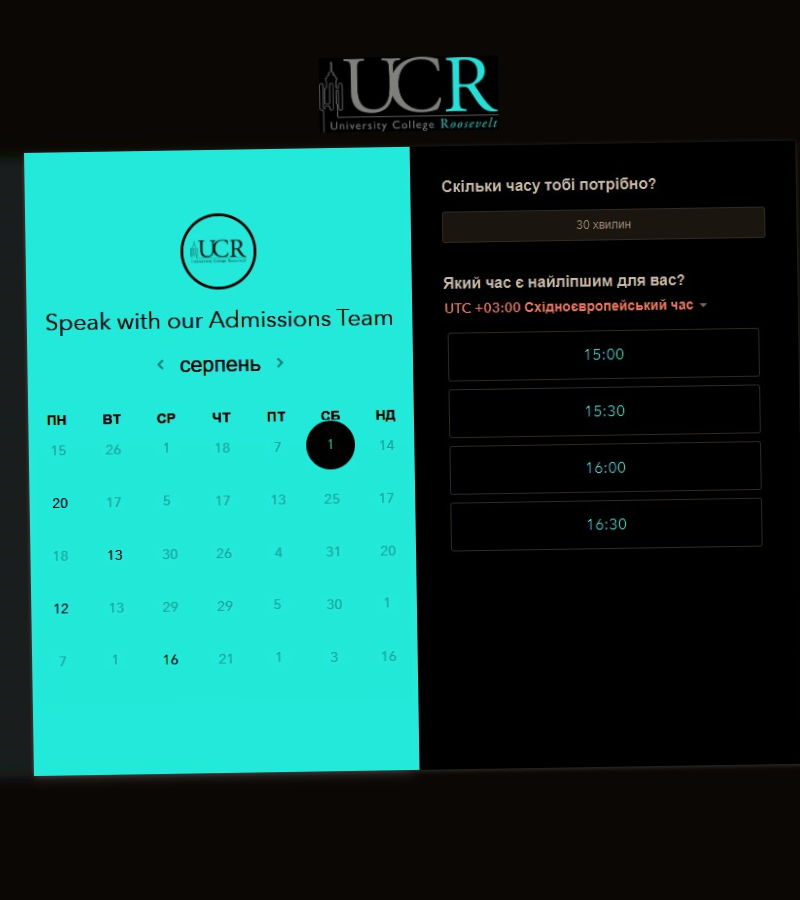 UCR
University College Roosevelt
UCR
Speak with our Admissions Team
серпень
ПН ВТ СР ЧТ ПТ СБ НД
15 26 1 18 7 1 14
20 17 5 17 13 25 17
18 13 30 26 4 31 20
12 13 29 29 5 30 1
7 1 16 21 1 3 16
Скільки часу тобі потрібно?
30 хвилин
Який час є найліпшим для вас?
UTC +03:00 Східноєвропейський час
15:00
15:30
16:00
16:30